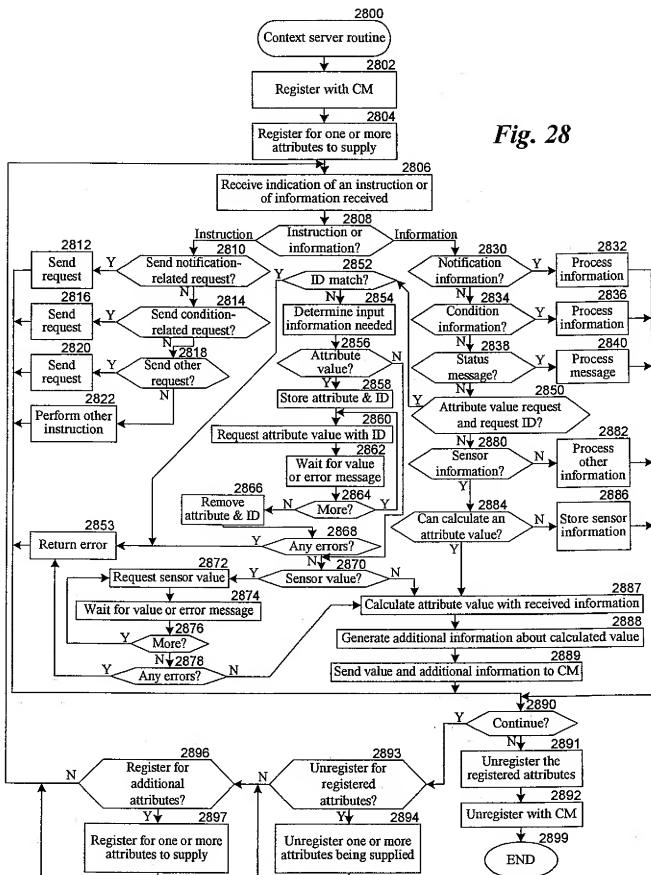 2800
Context server routine
2802
Register with CM
2804
Register for one or more
attributes to supply
Fig. 28
2806
Receive indication of an instruction or
of information received
2808
Instruction or
information?
Instruction
Information
2810
Send notification-
related request?
Y
N
2812
Send
request
2814
Send condition-
related request?
Y
N
2816
Send
request
2818
Send other
request?
Y
N
2820
Send
request
2822
Perform other
instruction
2830
Notification
information?
Y
N
2832
Process
information
2834
Condition
information?
Y
N
2836
Process
information
2838
Status
message?
Y
N
2840
Process
message
2850
Attribute value request
and request ID?
Y
N
2852
ID match?
Y
N
2853
Return error
2854
Determine input
information needed
2856
Attribute
value?
N
Y
2858
Store attribute & ID
2860
Request attribute value with ID
2862
Wait for value
or error message
2864
More?
N
Y
2866
Remove
attribute & ID
2868
Any errors?
Y
N
2870
Sensor value?
Y
N
2872
Request sensor value
2874
Wait for value or error message
2876
More?
Y
N
2878
Any errors?
Y
N
2880
Sensor
information?
N
Y
2882
Process
other
information
2884
Can calculate an
attribute value?
N
Y
2886
Store sensor
information
2887
Calculate attribute value with received information
2888
Generate additional information about calculated value
2889
Send value and additional information to CM
2890
Continue?
Y
N
2891
Unregister the
registered attributes
2892
Unregister with CM
2899
END
2893
Unregister for
registered
attributes?
N
Y
2894
Unregister one or more
attributes being supplied
2896
Register for
additional
attributes?
N
Y
2897
Register for one or more
attributes to supply